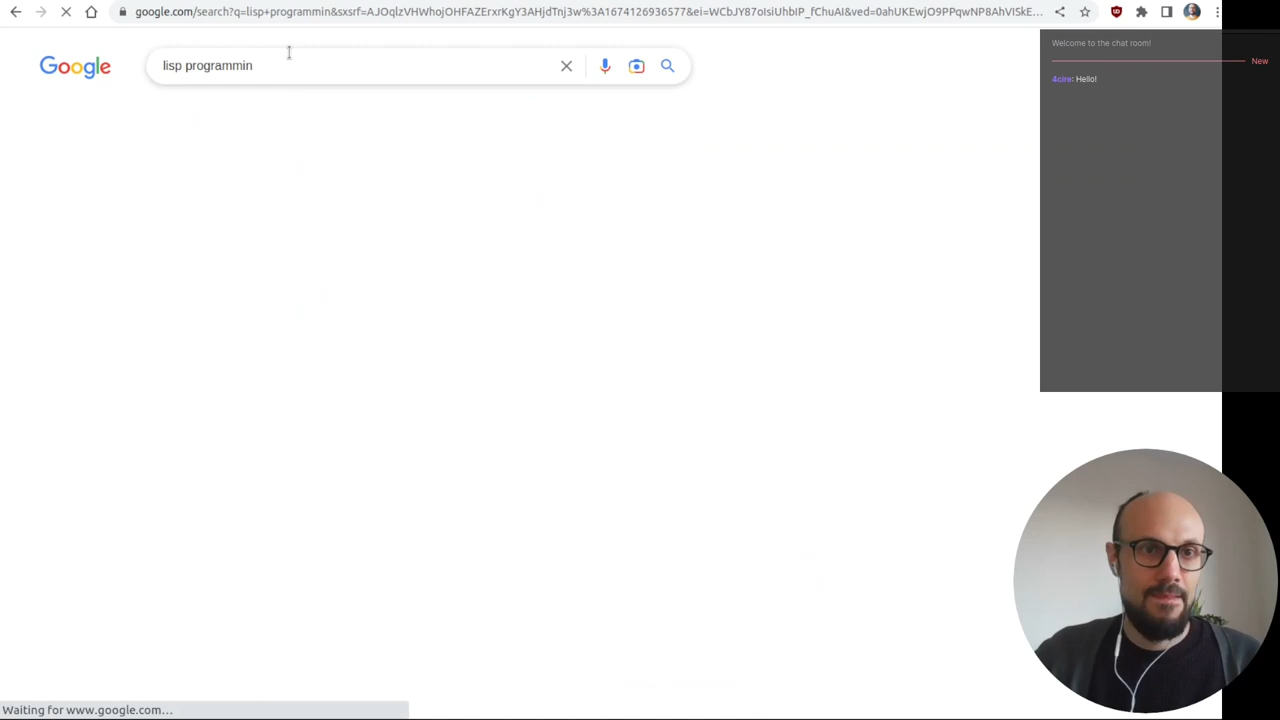 google.com/search?q=lisp+programmin&sxsrf=AJOqlzVHWhojOHFAZErxrKgY3AHjdTnj3w%3A1674126936577&ei=WCbJY87oIsiUhbIP_fChuAI&ved=0ahUKEwjO9PPqwNP8AhVISkE...
Google
lisp programmin
Welcome to the chat room!
New
4cire: Hello!
Waiting for www.google.com...